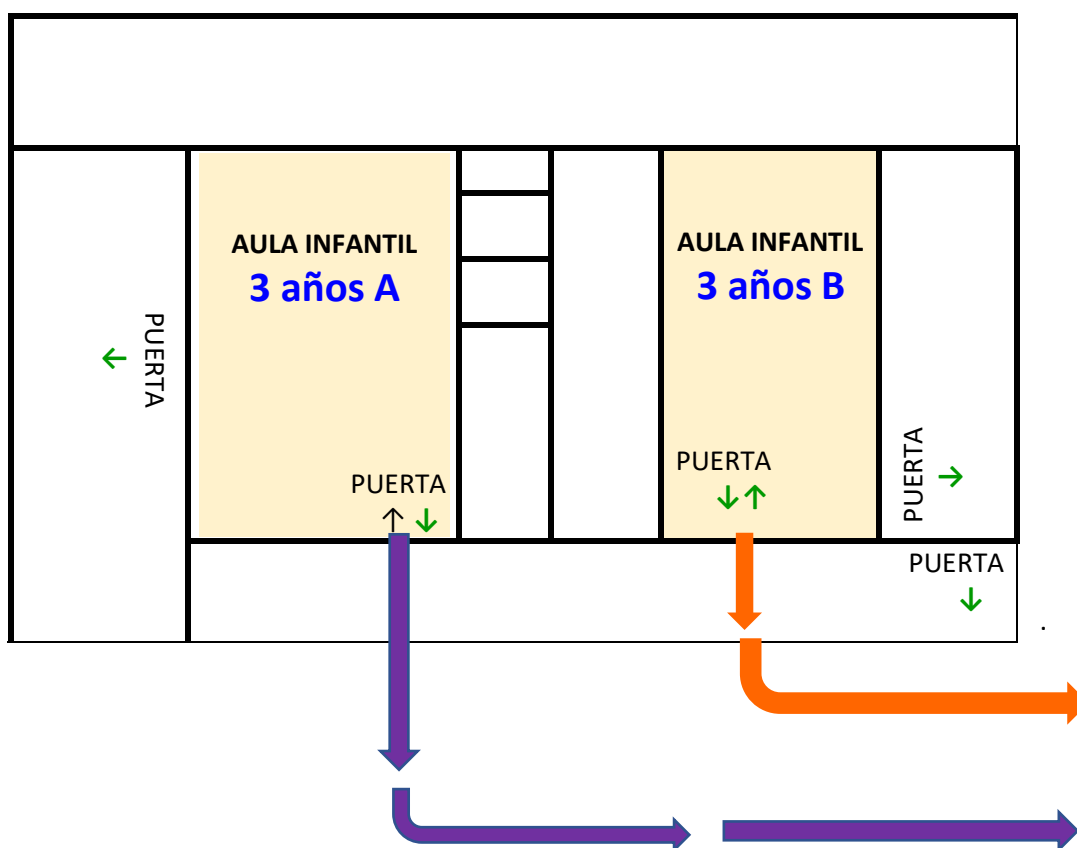 AULA INFANTIL
3 años A
AULA INFANTIL
3 años B
PUERTA
PUERTA
PUERTA
PUERTA
PUERTA
.